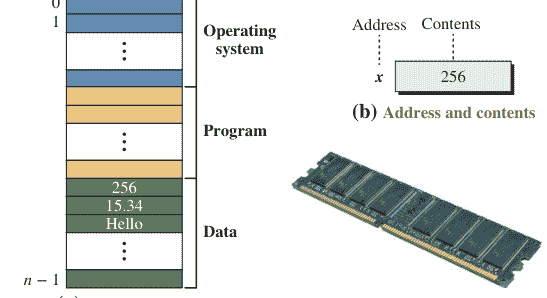 0
1
Operating
system
Program
256
15.34
Hello
Data
n – 1
Address Contents
x 256
(b) Address and contents